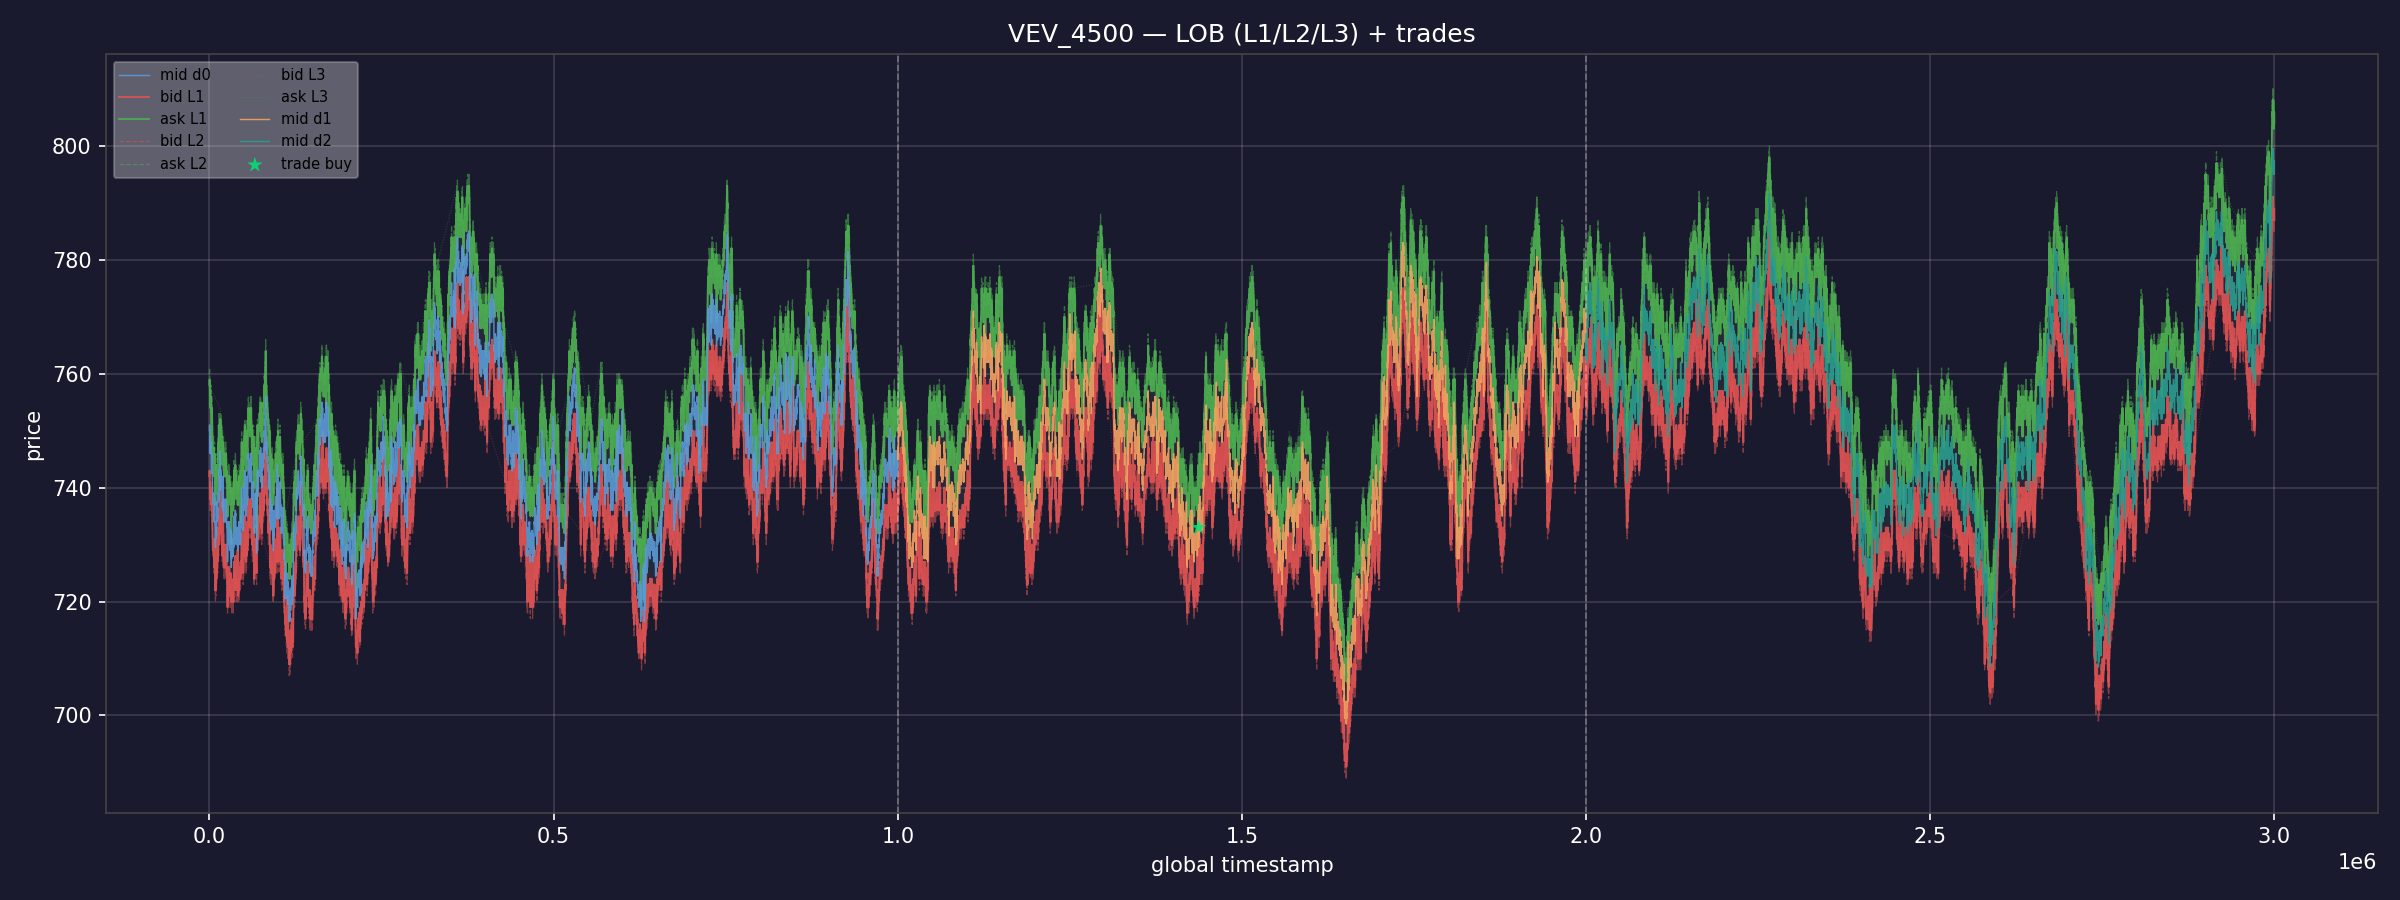 VEV_4500 — LOB (L1/L2/L3) + trades
mid d0
bid L1
ask L1
bid L2
ask L2
bid L3
ask L3
mid d1
mid d2
trade buy
price
800
780
760
740
720
700
0.0 0.5 1.0 1.5 2.0 2.5 3.0
1e6
global timestamp